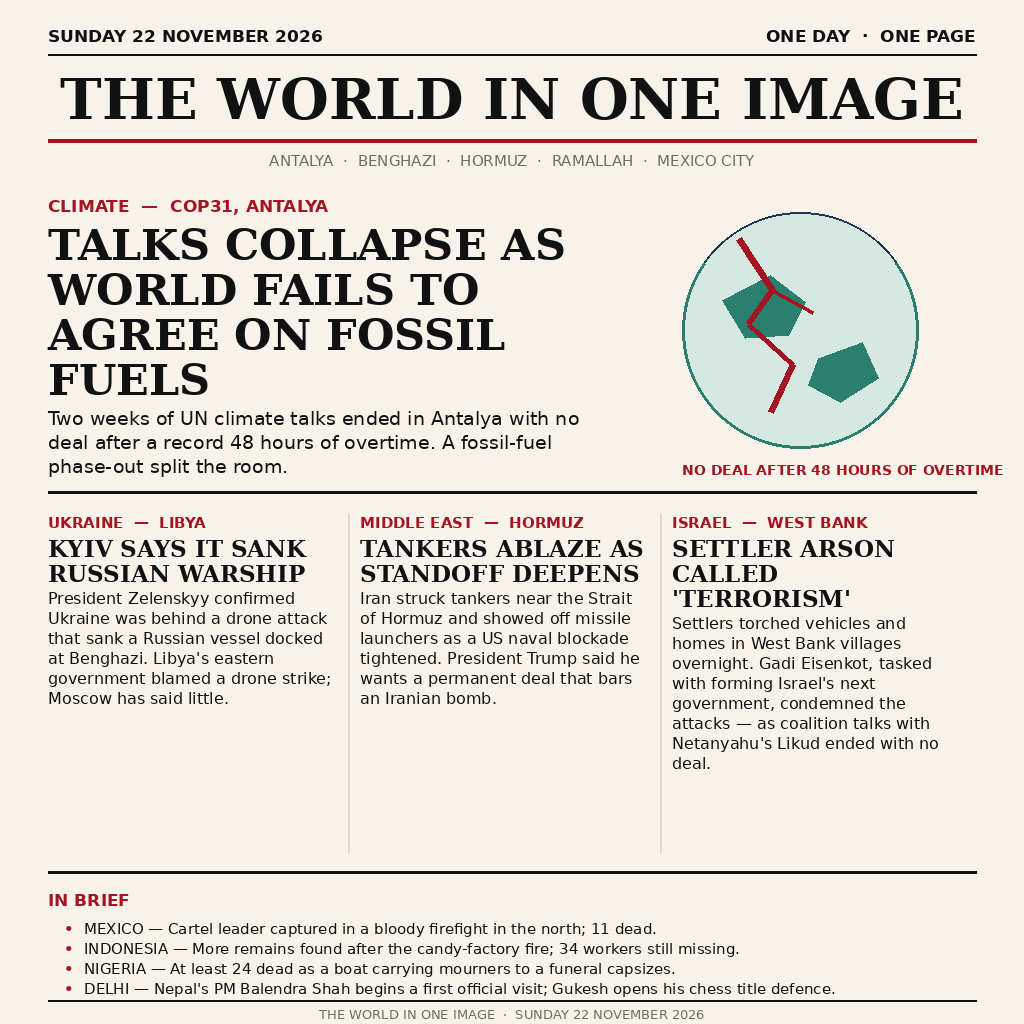 SUNDAY 22 NOVEMBER 2026
ONE DAY · ONE PAGE
THE WORLD IN ONE IMAGE
ANTALYA · BENGHAZI · HORMUZ · RAMALLAH · MEXICO CITY
CLIMATE — COP31, ANTALYA
TALKS COLLAPSE AS
WORLD FAILS TO
AGREE ON FOSSIL
FUELS
Two weeks of UN climate talks ended in Antalya with no
deal after a record 48 hours of overtime. A fossil-fuel
phase-out split the room.
NO DEAL AFTER 48 HOURS OF OVERTIME
UKRAINE — LIBYA
KYIV SAYS IT SANK
RUSSIAN WARSHIP
President Zelenskyy confirmed
Ukraine was behind a drone attack
that sank a Russian vessel docked
at Benghazi. Libya's eastern
government blamed a drone strike;
Moscow has said little.
MIDDLE EAST — HORMUZ
TANKERS ABLAZE AS
STANDOFF DEEPENS
Iran struck tankers near the Strait
of Hormuz and showed off missile
launchers as a US naval blockade
tightened. President Trump said he
wants a permanent deal that bars
an Iranian bomb.
ISRAEL — WEST BANK
SETTLER ARSON
CALLED
'TERRORISM'
Settlers torched vehicles and
homes in West Bank villages
overnight. Gadi Eisenkot, tasked
with forming Israel's next
government, condemned the
attacks — as coalition talks with
Netanyahu's Likud ended with no
deal.
IN BRIEF
• MEXICO — Cartel leader captured in a bloody firefight in the north; 11 dead.
• INDONESIA — More remains found after the candy-factory fire; 34 workers still missing.
• NIGERIA — At least 24 dead as a boat carrying mourners to a funeral capsizes.
• DELHI — Nepal's PM Balendra Shah begins a first official visit; Gukesh opens his chess title defence.
THE WORLD IN ONE IMAGE · SUNDAY 22 NOVEMBER 2026